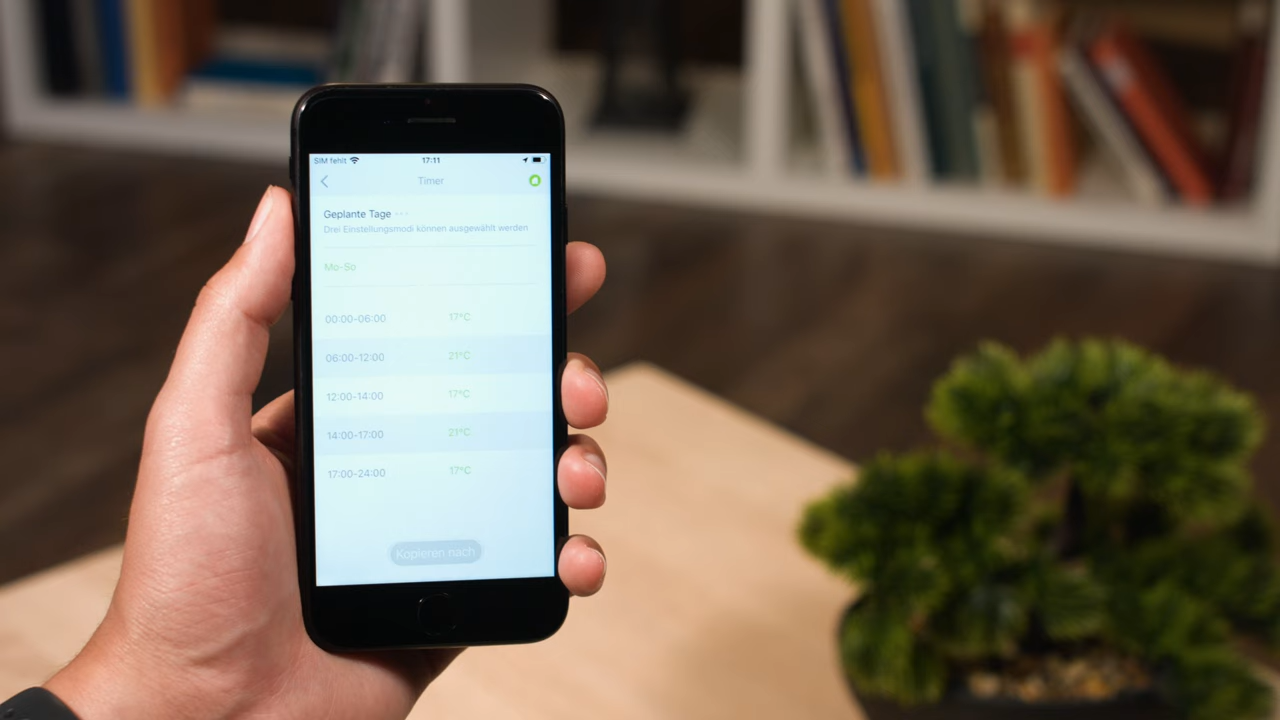 SIM fehlt 17:11
Timer
Geplante Tage ···
Drei Einstellungsmodi können ausgewählt werden
Mo-So
00:00-06:00 17°C
06:00-12:00 21°C
12:00-14:00 17°C
14:00-17:00 21°C
17:00-24:00 17°C
Kopieren nach